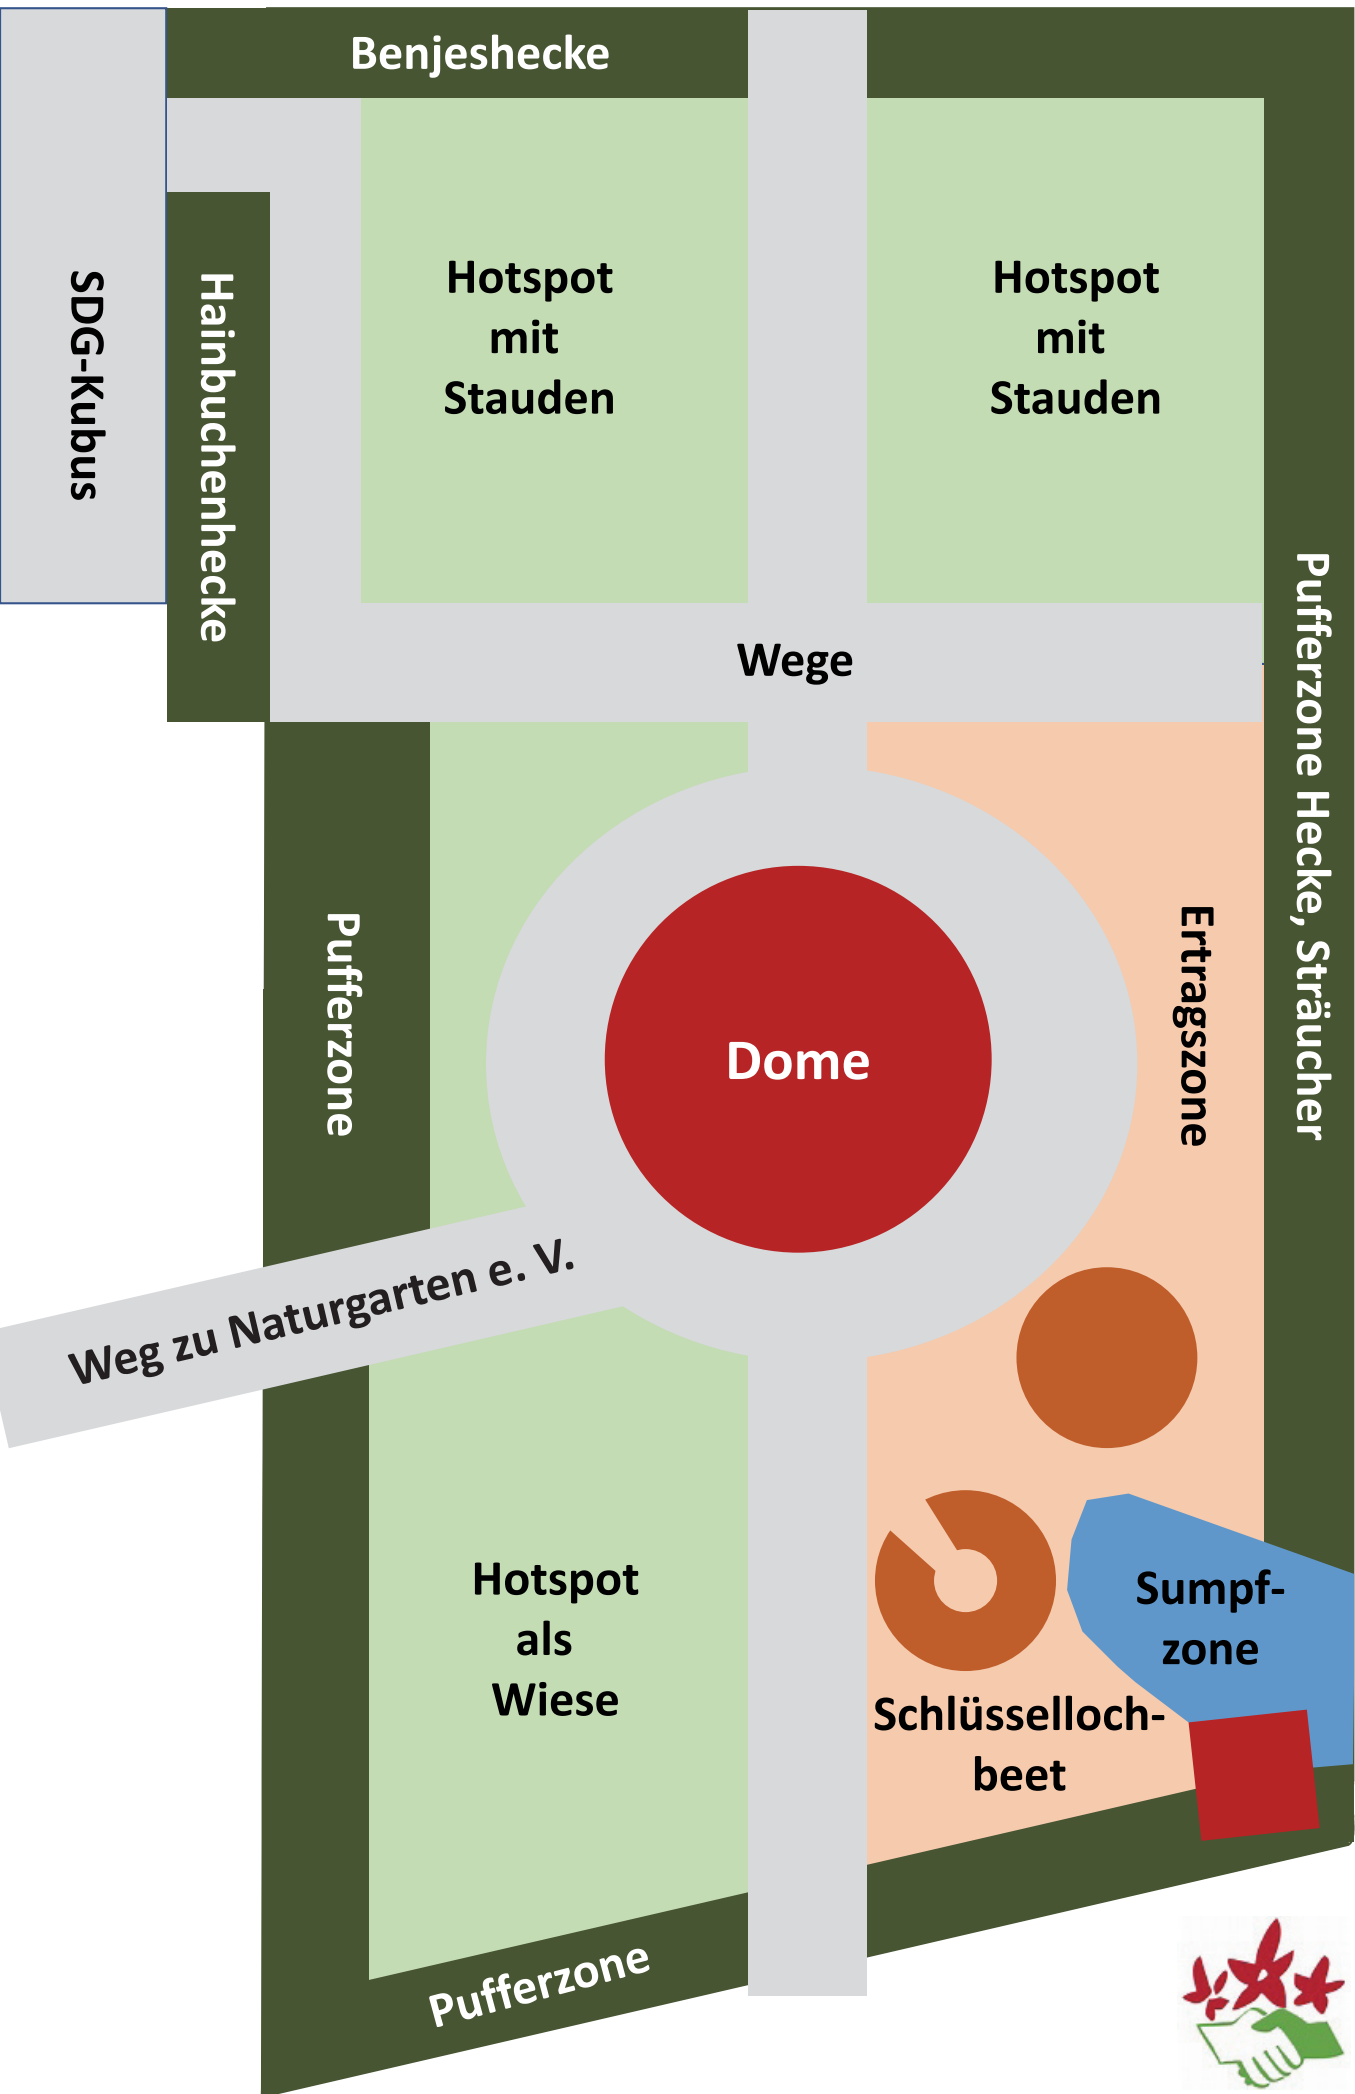 Benjeshecke
SDG-Kubus
Hainbuchenhecke
Hotspot
mit
Stauden
Hotspot
mit
Stauden
Wege
Pufferzone Hecke, Sträucher
Pufferzone
Dome
Ertragszone
Weg zu Naturgarten e. V.
Hotspot
als
Wiese
Sumpf-
zone
Schlüsselloch-
beet
Pufferzone